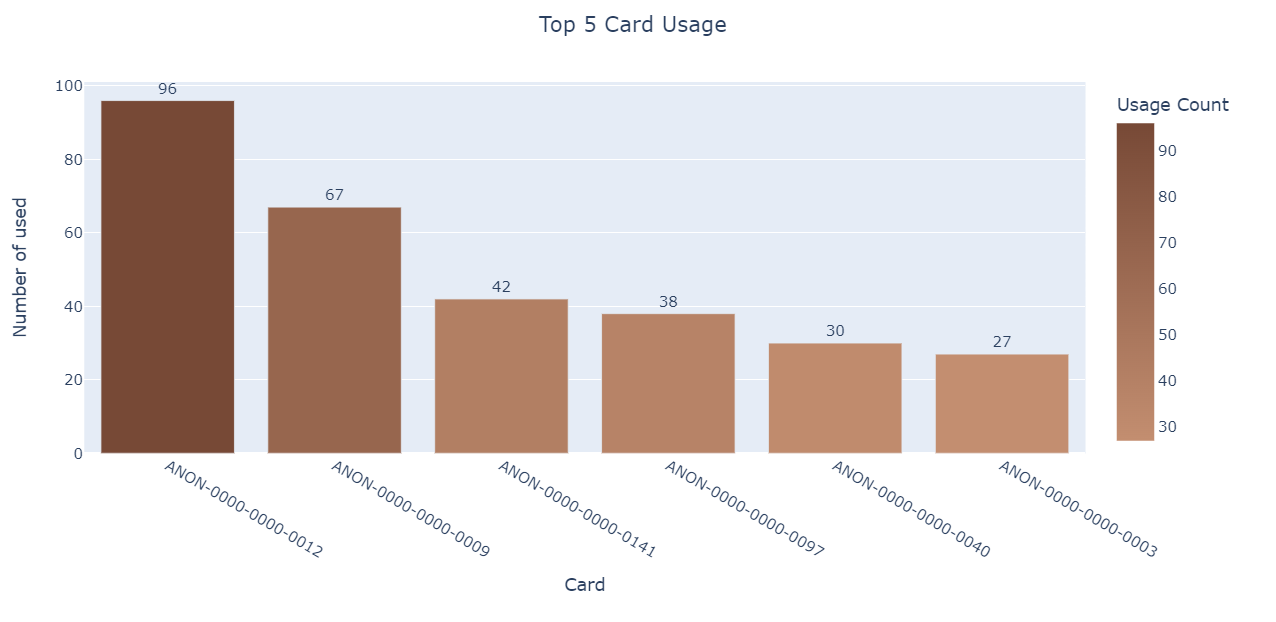 Top 5 Card Usage
Number of used
100
80
60
40
20
0
96
67
42
38
30
27
ANON-0000-0000-0012
ANON-0000-0000-0009
ANON-0000-0000-0141
ANON-0000-0000-0097
ANON-0000-0000-0040
ANON-0000-0000-0003
Card
Usage Count
90
80
70
60
50
40
30